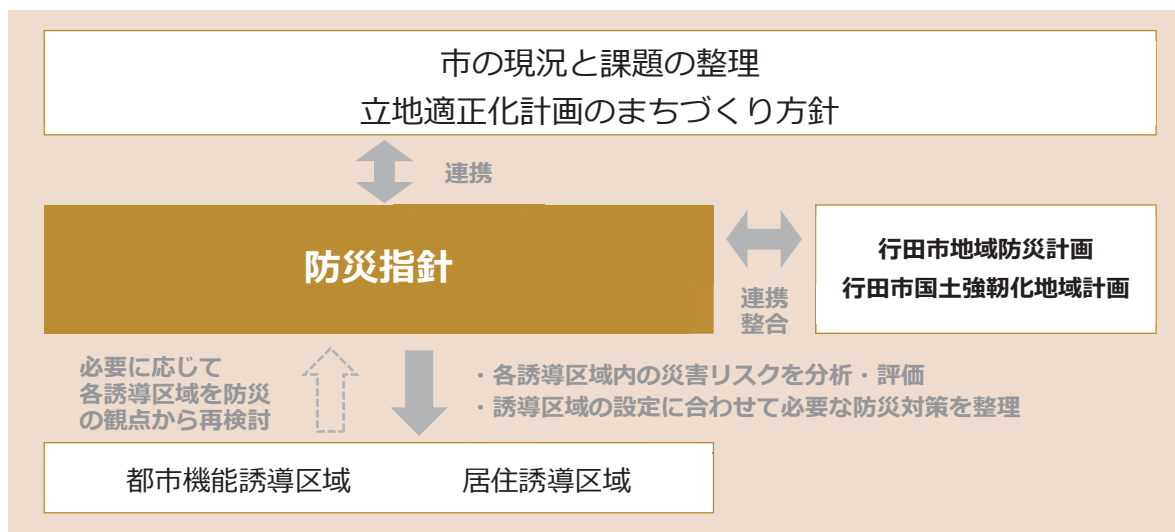 市の現況と課題の整理
立地適正化計画のまちづくり方針
連携
防災指針
連携
整合
行田市地域防災計画
行田市国土強靭化地域計画
必要に応じて
各誘導区域を防災
の観点から再検討
・各誘導区域内の災害リスクを分析・評価
・誘導区域の設定に合わせて必要な防災対策を整理
都市機能誘導区域
居住誘導区域